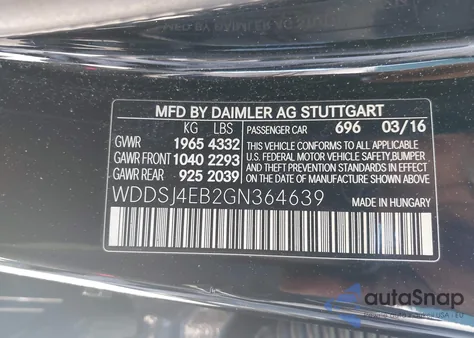 MFD BY DAIMLER AG STUTTGART
KG LBS PASSENGER CAR 696 03/16
GVWR 1965 4332
GAWR FRONT 1040 2293
GAWR REAR 925 2039
THIS VEHICLE CONFORMS TO ALL APPLICABLE
U.S. FEDERAL MOTOR VEHICLE SAFETY, BUMPER
AND THEFT PREVENTION STANDARDS IN EFFECT ON
THE DATE OF MANUFACTURE SHOWN ABOVE.
WDDSJ4EB2GN364639
MADE IN HUNGARY
autoSnap